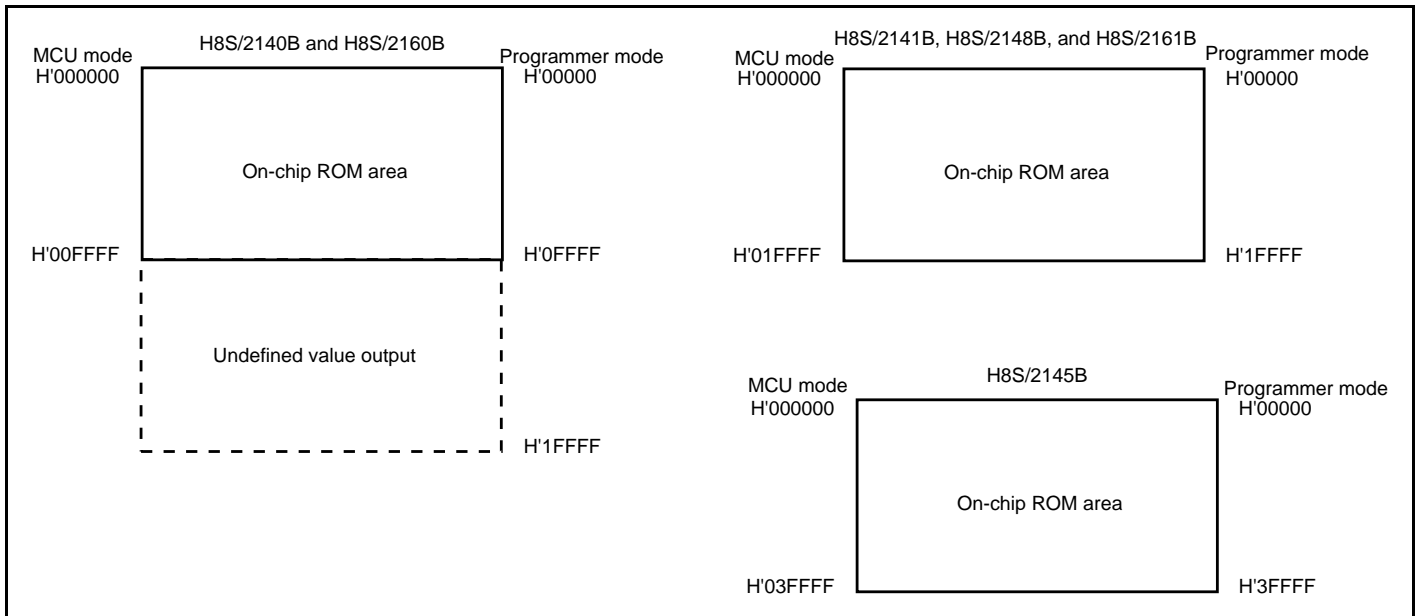 H8S/2140B and H8S/2160B
MCU mode
H'000000
Programmer mode
H'00000
On-chip ROM area
H'00FFFF
H'0FFFF
Undefined value output
H'1FFFF
H8S/2141B, H8S/2148B, and H8S/2161B
MCU mode
H'000000
Programmer mode
H'00000
On-chip ROM area
H'01FFFF
H'1FFFF
H8S/2145B
MCU mode
H'000000
Programmer mode
H'00000
On-chip ROM area
H'03FFFF
H'3FFFF